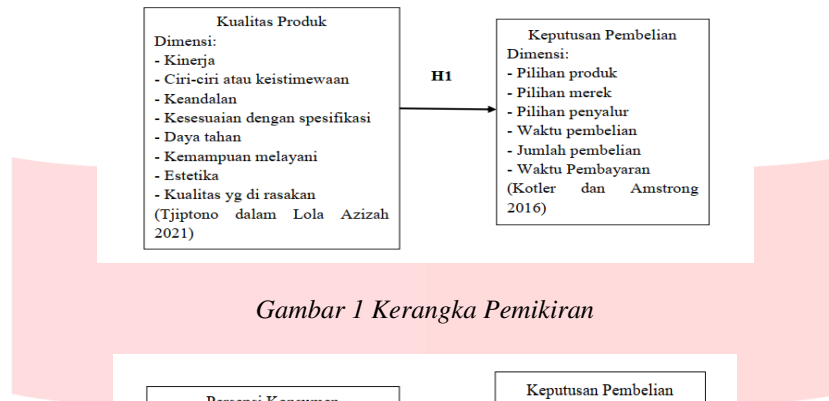 Kualitas Produk
Dimensi:
- Kinerja
- Ciri-ciri atau keistimewaan
- Keandalan
- Kesesuaian dengan spesifikasi
- Daya tahan
- Kemampuan melayani
- Estetika
- Kualitas yg di rasakan
(Tjiptono dalam Lola Azizah
2021)
H1
Keputusan Pembelian
Dimensi:
- Pilihan produk
- Pilihan merek
- Pilihan penyalur
- Waktu pembelian
- Jumlah pembelian
- Waktu Pembayaran
(Kotler dan Amstrong
2016)
Gambar 1 Kerangka Pemikiran
Persepsi Konsumen
Keputusan Pembelian